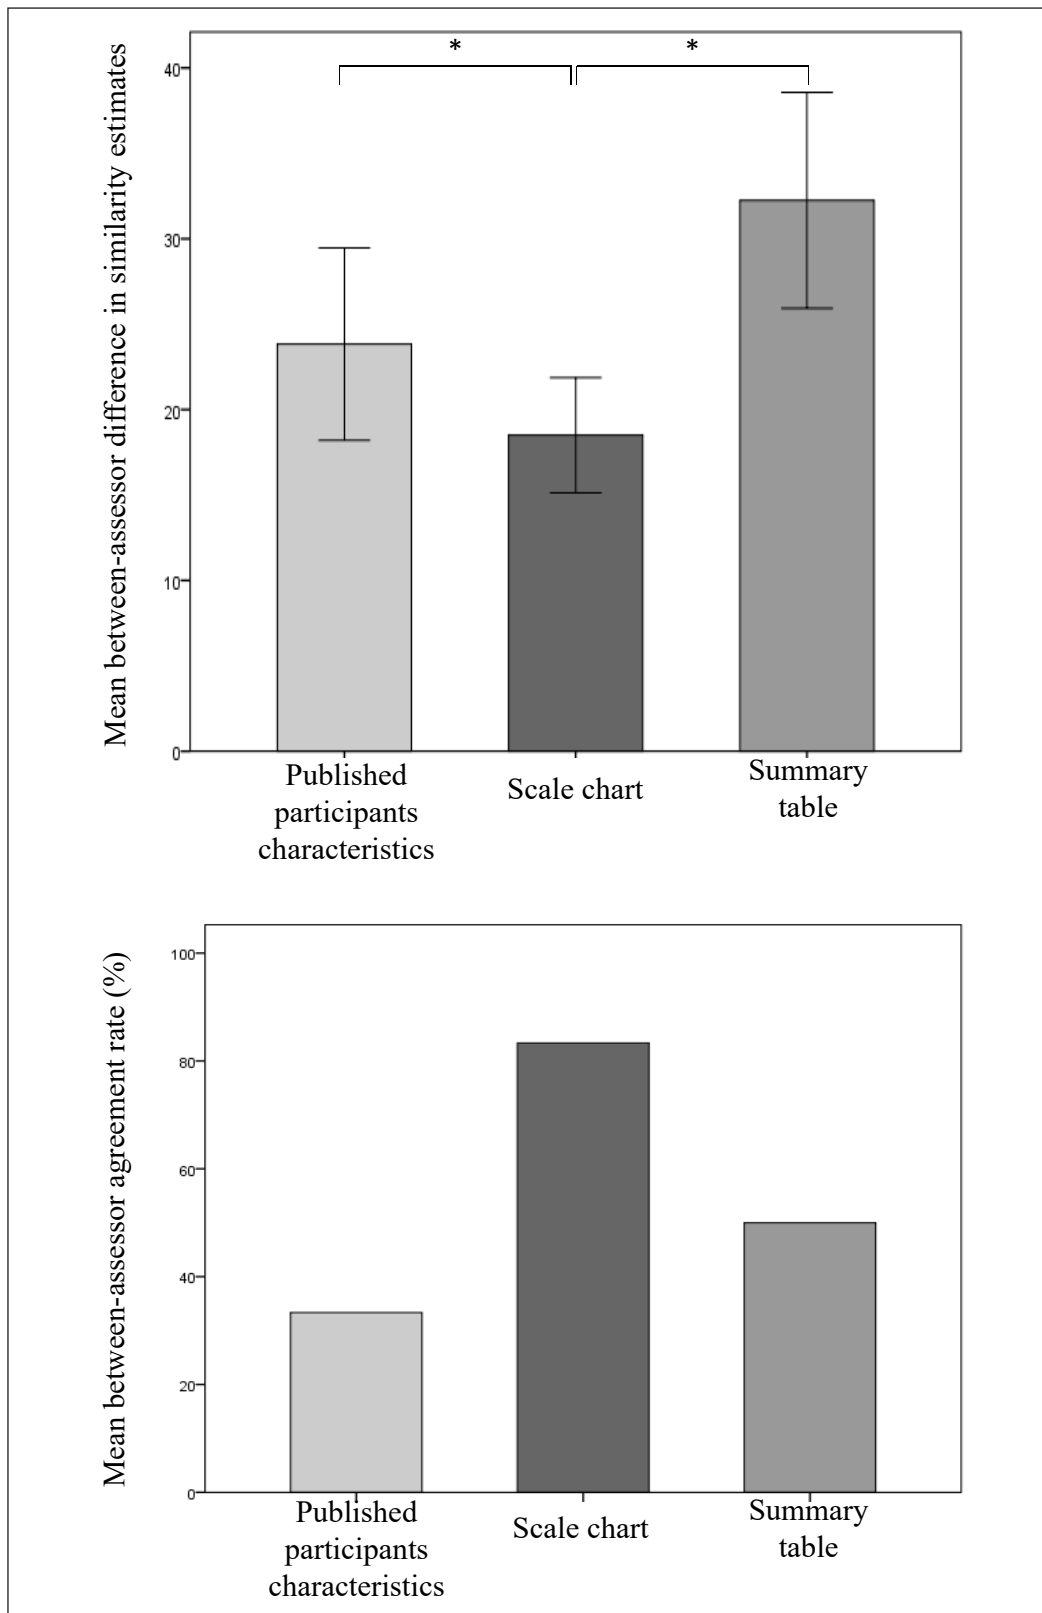 Mean between-assessor difference in similarity estimates
* *
40
30
20
10
0
Published
participants
characteristics
Scale chart
Summary
table
Mean between-assessor agreement rate (%)
100
80
60
40
20
0
Published
participants
characteristics
Scale chart
Summary
table